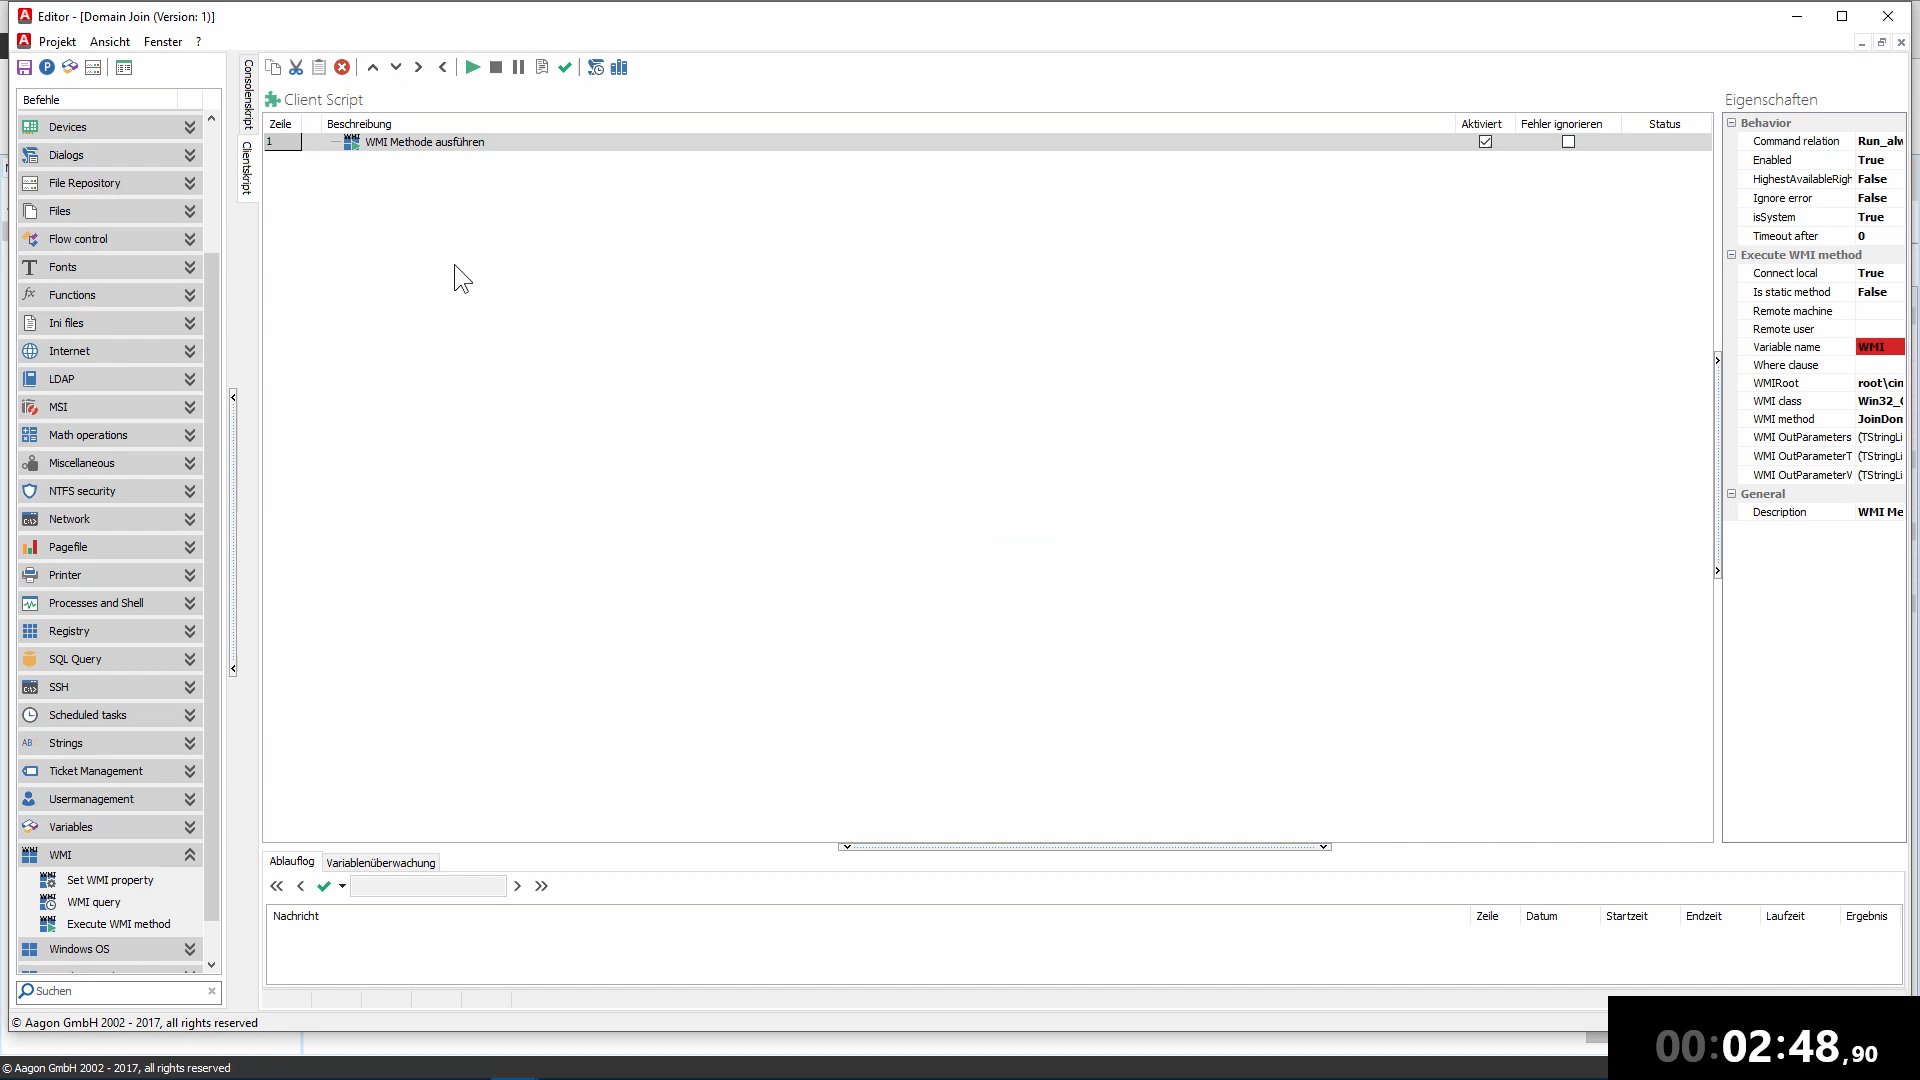 Editor - [Domain Join (Version: 1)]
Projekt Ansicht Fenster ?
Befehle
Devices
Dialogs
File Repository
Files
Flow control
Fonts
Functions
Ini files
Internet
LDAP
MSI
Math operations
Miscellaneous
NTFS security
Network
Pagefile
Printer
Processes and Shell
Registry
SQL Query
SSH
Scheduled tasks
Strings
Ticket Management
Usermanagement
Variables
WMI
Set WMI property
WMI query
Execute WMI method
Windows OS
Suchen
Consolenskript
Clientskript
Client Script
Zeile Beschreibung Aktiviert Fehler ignorieren Status
1 WMI Methode ausführen
Eigenschaften
Behavior
Command relation Run_alw
Enabled True
HighestAvailableRigh False
Ignore error False
isSystem True
Timeout after 0
Execute WMI method
Connect local True
Is static method False
Remote machine
Remote user
Variable name WMI
Where clause
WMIRoot root\cim
WMI class Win32_C
WMI method JoinDom
WMI OutParameters (TStringLi
WMI OutParameterT (TStringLi
WMI OutParameterV (TStringLi
General
Description WMI Me
Ablauflog Variablenüberwachung
Nachricht Zeile Datum Startzeit Endzeit Laufzeit Ergebnis
© Aagon GmbH 2002 - 2017, all rights reserved
© Aagon GmbH 2002 - 2017, all rights reserved
00:02:48,90